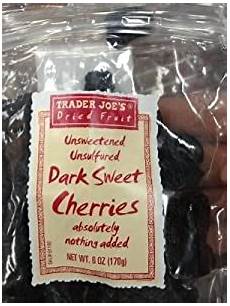 TRADER JOE'S®
Dried Fruit
Unsweetened
Unsulfured
Dark Sweet
Cherries
absolutely
nothing added
NET WT. 6 OZ (170g)